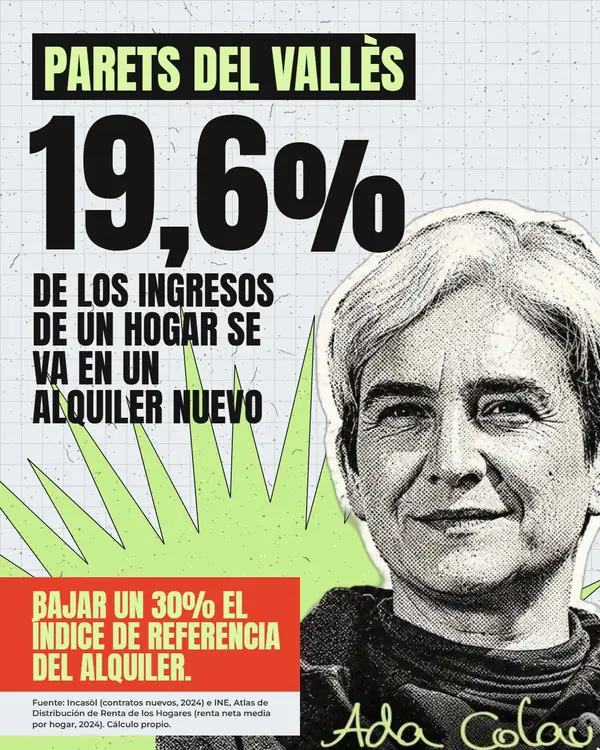 PARETS DEL VALLÈS
19,6%
DE LOS INGRESOS
DE UN HOGAR SE
VA EN UN
ALQUILER NUEVO
BAJAR UN 30% EL
ÍNDICE DE REFERENCIA
DEL ALQUILER.
Fuente: Incasòl (contratos nuevos, 2024) e INE, Atlas de
Distribución de Renta de los Hogares (renta neta media
por hogar, 2024). Cálculo propio.
Ada Colau